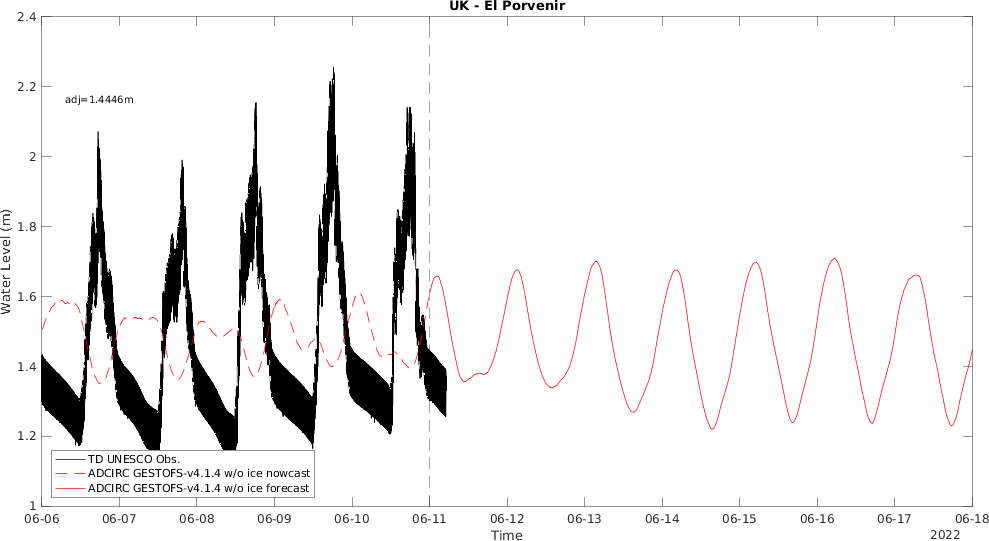 UK - El Porvenir
2.4
2.2
2
1.8
1.6
1.4
1.2
1
Water Level (m)
adj=1.4446m
TD UNESCO Obs.
ADCIRC GESTOFS-v4.1.4 w/o ice nowcast
ADCIRC GESTOFS-v4.1.4 w/o ice forecast
06-06 06-07 06-08 06-09 06-10 06-11 06-12 06-13 06-14 06-15 06-16 06-17 06-18
Time
2022